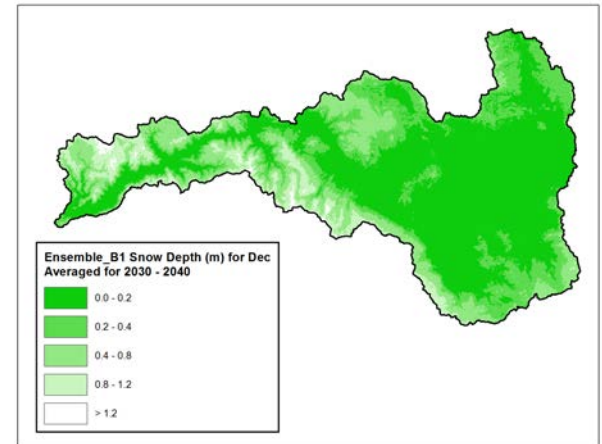 Ensemble_B1 Snow Depth (m) for Dec
Averaged for 2030 - 2040
0.0 - 0.2
0.2 - 0.4
0.4 - 0.8
0.8 - 1.2
> 1.2